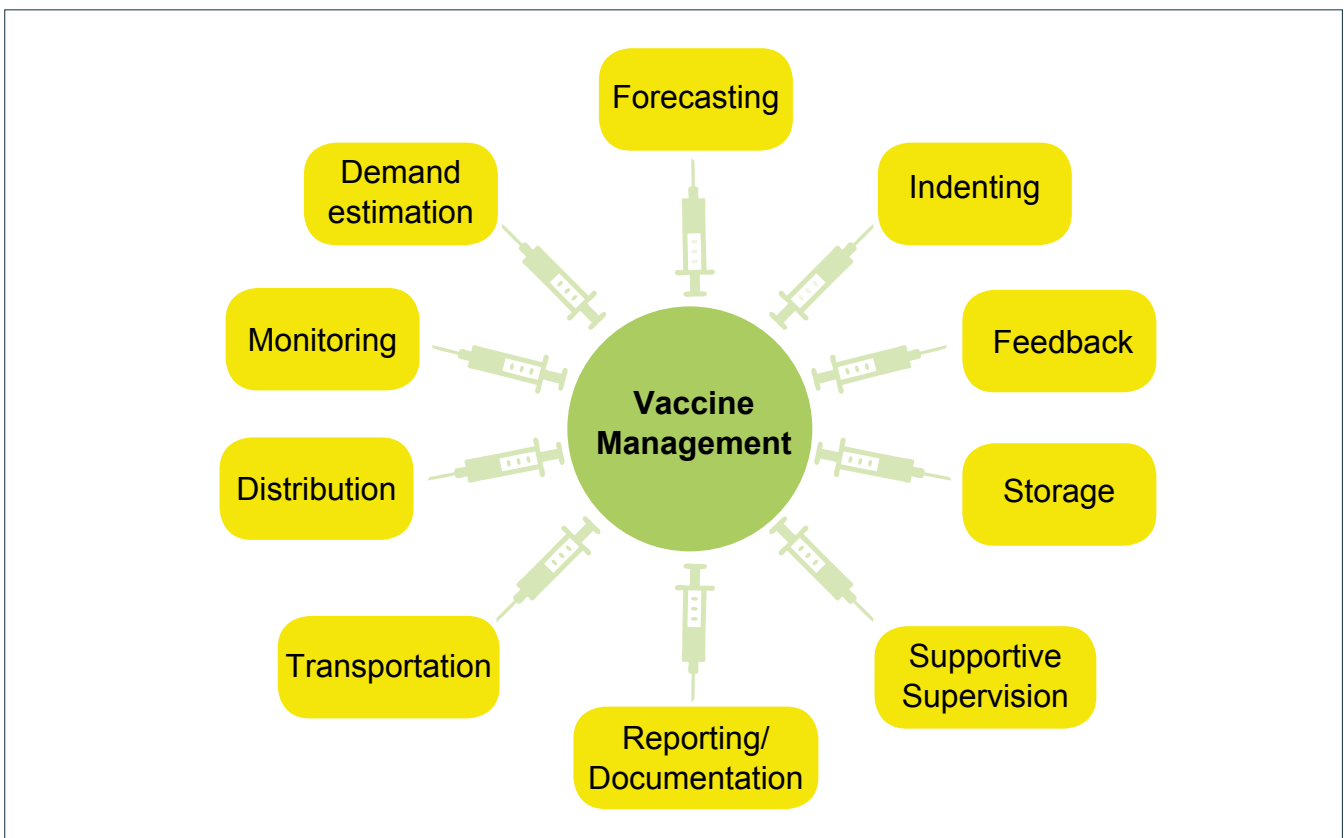 Forecasting
Demand
estimation
Indenting
Monitoring
Feedback
Vaccine
Management
Distribution
Storage
Transportation
Supportive
Supervision
Reporting/
Documentation